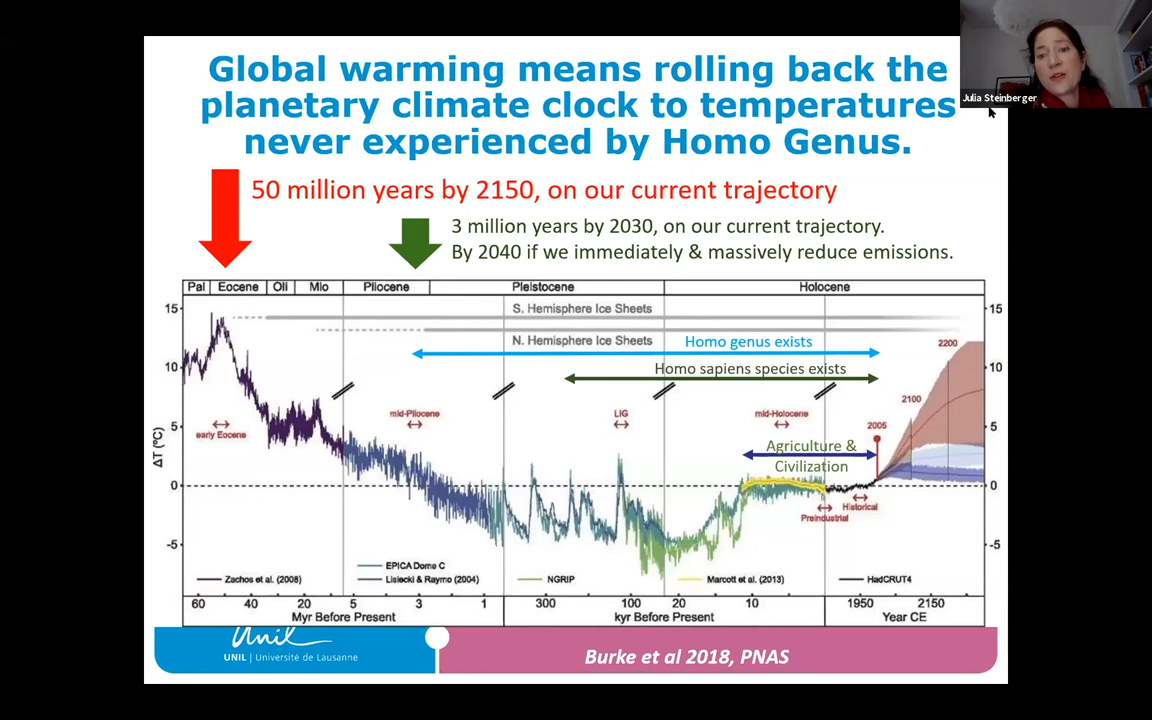 Global warming means rolling back the
planetary climate clock to temperatures
never experienced by Homo Genus.
Julia Steinberger
50 million years by 2150, on our current trajectory
3 million years by 2030, on our current trajectory.
By 2040 if we immediately & massively reduce emissions.
Pal Eocene Oli Mio Pliocene Pleistocene Holocene
S. Hemisphere Ice Sheets
N. Hemisphere Ice Sheets
Homo genus exists
Homo sapiens species exists
2200
2100
2005
early Eocene
mid-Pliocene
LIG
mid-Holocene
Agriculture &
Civilization
Preindustrial
Historical
ΔT (°C)
15
10
5
0
-5
15
10
5
0
-5
Zachos et al. (2008)
EPICA Dome C
Lisiecki & Raymo (2004)
NGRIP
Marcott et al. (2013)
HadCRUT4
60 40 20 5 3 1 300 100 20 10 1950 2150
Myr Before Present kyr Before Present Year CE
Unil
UNIL | Université de Lausanne
Burke et al 2018, PNAS